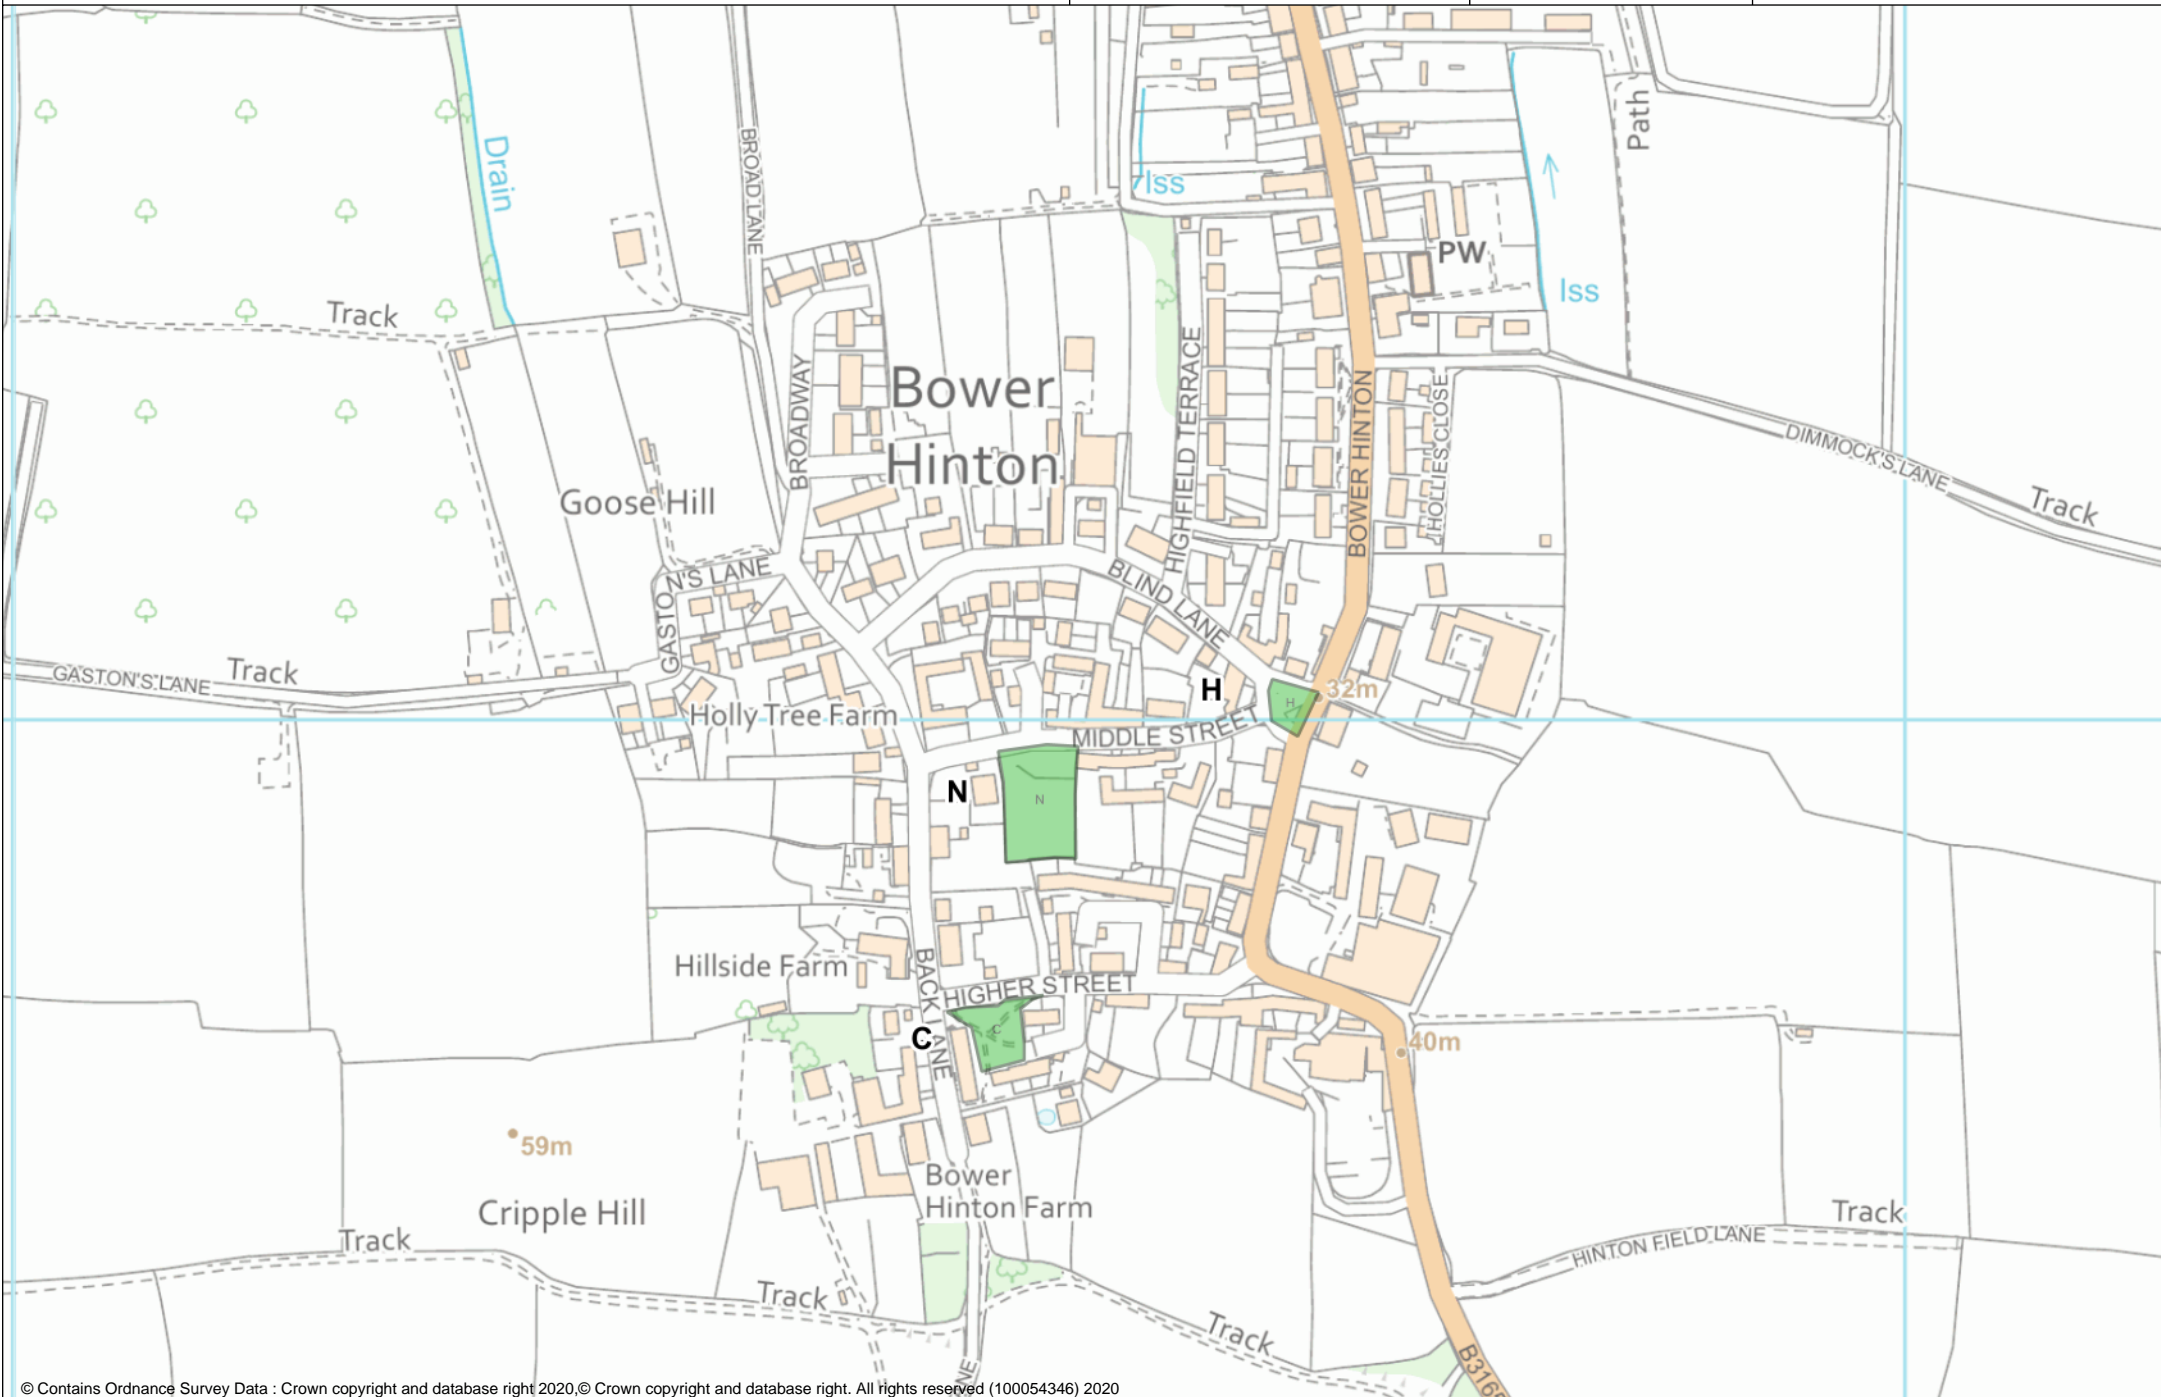 Drain
BROAD LANE
Path
Iss
PW
Iss
Track
BROADWAY
Bower
Hinton
HIGHFIELD TERRACE
BOWER HINTON
HOLLIES CLOSE
DIMMOCK'S LANE
Track
Goose Hill
GASTON'S LANE
BLIND LANE
GASTON'S LANE
Track
H
H
32m
Holly Tree Farm
MIDDLE STREET
N
N
Hillside Farm
BACK LANE
HIGHER STREET
C
C
40m
59m
Cripple Hill
Bower
Hinton Farm
Track
HINTON FIELD LANE
Track
Track
Track
© Contains Ordnance Survey Data : Crown copyright and database right 2020,© Crown copyright and database right. All rights reserved (100054346) 2020